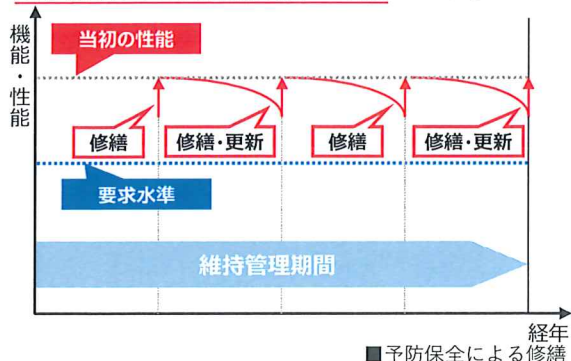 機能・性能
当初の性能
修繕
修繕・更新
修繕
修繕・更新
要求水準
維持管理期間
経年
■予防保全による修繕